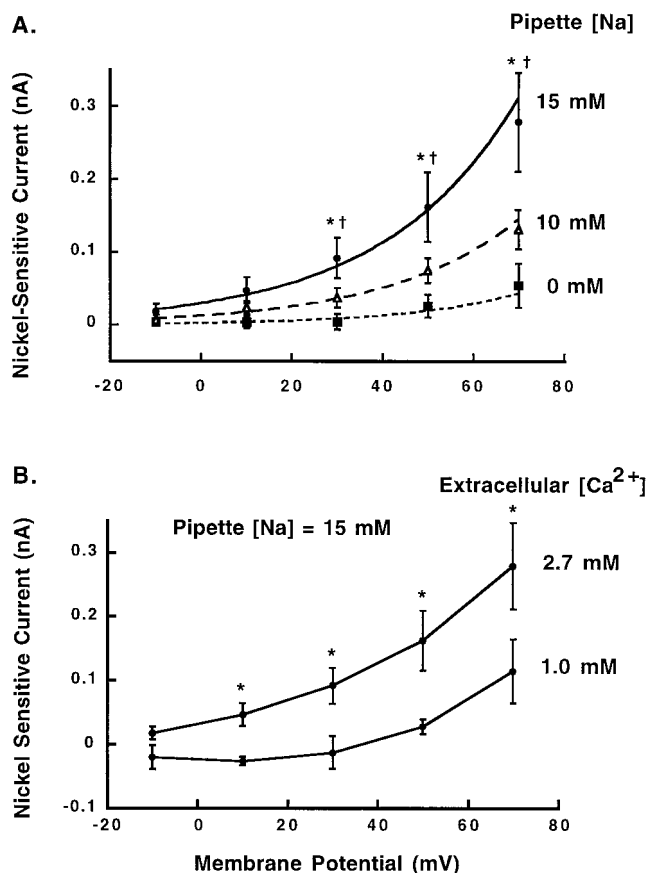 A.
Pipette [Na]
Nickel-Sensitive Current (nA)
0.3
0.2
0.1
0
* †
* †
* †
15 mM
10 mM
0 mM
-20 0 20 40 60 80
B.
Extracellular [Ca2+]
Pipette [Na] = 15 mM
Nickel Sensitive Current (nA)
0.3
0.2
0.1
0
-0.1
*
*
*
*
2.7 mM
1.0 mM
-20 0 20 40 60 80
Membrane Potential (mV)